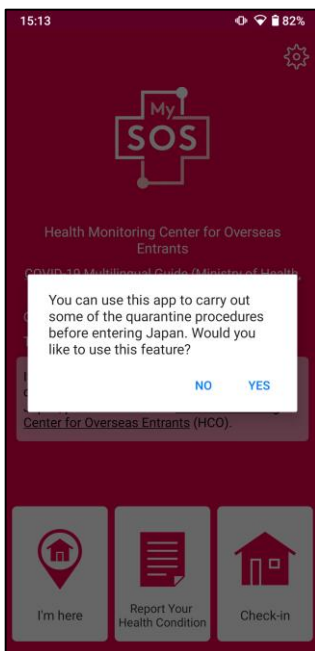 15:13 82%
My
SOS
Health Monitoring Center for Overseas
Entrants
COVID-19 Multilingual Guide (Ministry of Health,
You can use this app to carry out
some of the quarantine procedures
before entering Japan. Would you
like to use this feature?
NO YES
Center for Overseas Entrants (HCO).
I'm here
Report Your
Health Condition
Check-in